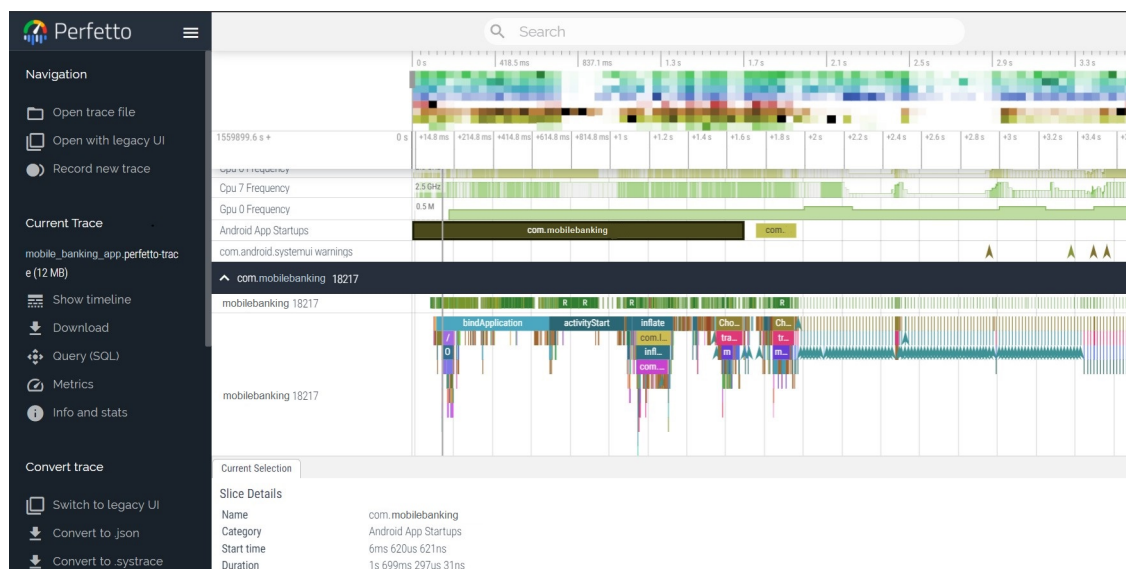 Perfetto
Search
Navigation
Open trace file
Open with legacy UI
Record new trace
Current Trace
mobile_banking_app.perfetto-trac
e (12 MB)
Show timeline
Download
Query (SQL)
Metrics
Info and stats
Convert trace
Switch to legacy UI
Convert to .json
Convert to .systrace
0 s 418.5 ms 837.1 ms 1.3 s 1.7 s 2.1 s 2.5 s 2.9 s 3.3 s
1559899.6 s + 0 s +14.8 ms +214.8 ms +414.8 ms +614.8 ms +814.8 ms +1 s +1.2 s +1.4 s +1.6 s +1.8 s +2 s +2.2 s +2.4 s +2.6 s +2.8 s +3 s +3.2 s +3.4 s
Cpu 7 Frequency 2.5 GHz
Gpu 0 Frequency 0.5 M
Android App Startups com.mobilebanking com.
com.android.systemui warnings
com.mobilebanking 18217
mobilebanking 18217 R R R R
bindApplication activityStart inflate Cho... Ch...
/ com.l... tra... tr...
O infl... m m...
com....
mobilebanking 18217
Current Selection
Slice Details
Name com.mobilebanking
Category Android App Startups
Start time 6ms 620us 621ns
Duration 1s 699ms 297us 31ns